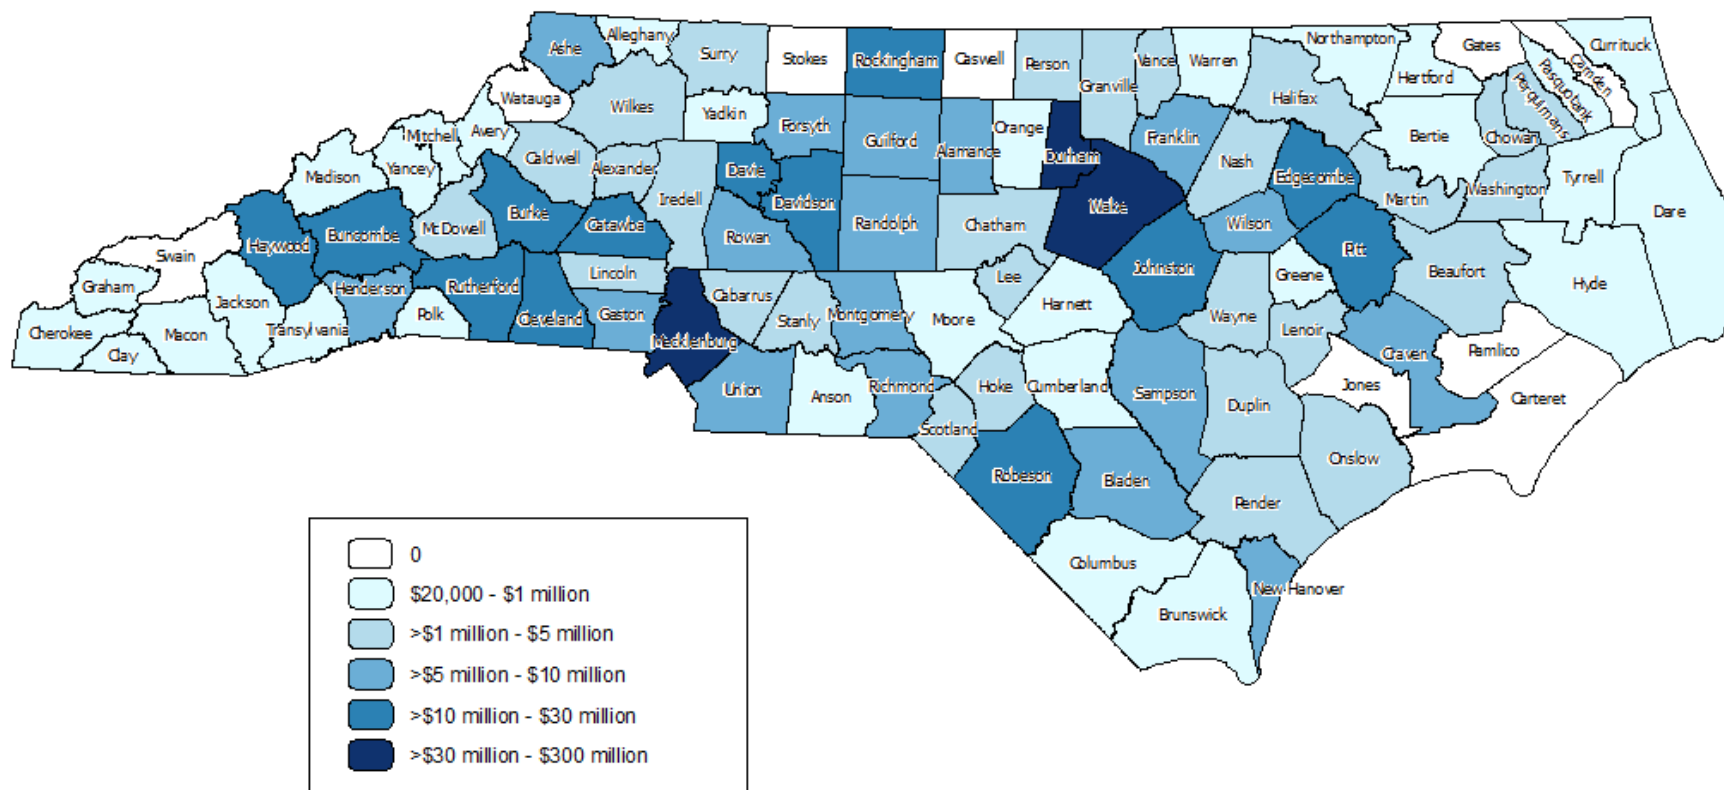 Ashe
Alleghany
Surry
Stokes
Rockingham
Caswell
Person
Granville
Vance
Warren
Northampton
Hertford
Gates
Pasquotank
Camden
Currituck
Perquimans
Watauga
Wilkes
Yadkin
Forsyth
Guilford
Alamance
Orange
Durham
Franklin
Halifax
Bertie
Chowan
Mitchell
Avery
Yancey
Madison
Caldwell
Alexander
Iredell
Davie
Davidson
Randolph
Chatham
Wake
Nash
Edgecombe
Martin
Washington
Tyrrell
Dare
Swain
Haywood
Buncombe
McDowell
Burke
Catawba
Rowan
Wilson
Pitt
Beaufort
Hyde
Graham
Jackson
Henderson
Rutherford
Lincoln
Cabarrus
Lee
Harnett
Johnston
Greene
Wayne
Lenoir
Cherokee
Clay
Macon
Transylvania
Polk
Cleveland
Gaston
Mecklenburg
Stanly
Montgomery
Moore
Craven
Pamlico
Jones
Carteret
Union
Anson
Richmond
Hoke
Cumberland
Sampson
Duplin
Onslow
Scotland
Robeson
Bladen
Pender
Columbus
Brunswick
New Hanover
0
$20,000 - $1 million
>$1 million - $5 million
>$5 million - $10 million
>$10 million - $30 million
>$30 million - $300 million